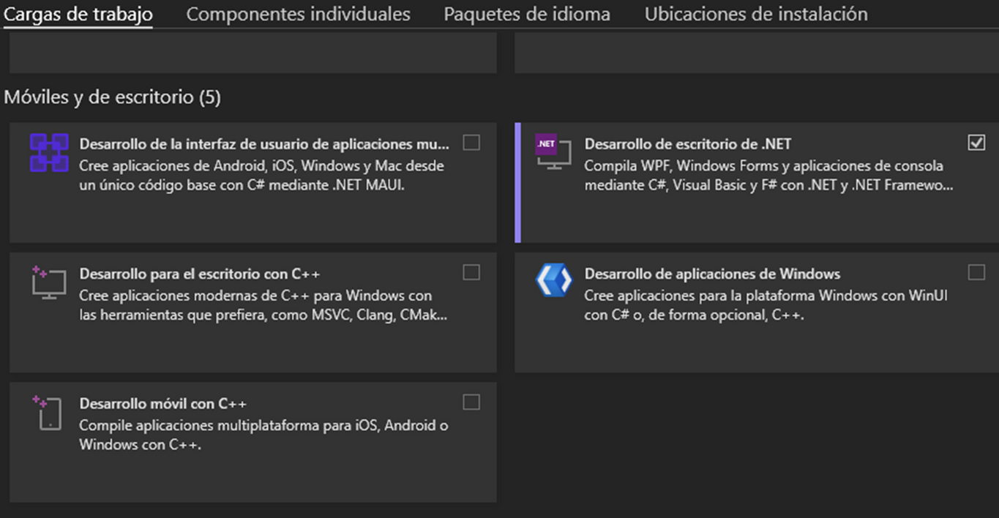 Cargas de trabajo Componentes individuales Paquetes de idioma Ubicaciones de instalación
Móviles y de escritorio (5)
Desarrollo de la interfaz de usuario de aplicaciones mu...
Cree aplicaciones de Android, iOS, Windows y Mac desde
un único código base con C# mediante .NET MAUI.
.NET
Desarrollo de escritorio de .NET
Compila WPF, Windows Forms y aplicaciones de consola
mediante C#, Visual Basic y F# con .NET y .NET Framewo...
Desarrollo para el escritorio con C++
Cree aplicaciones modernas de C++ para Windows con
las herramientas que prefiera, como MSVC, Clang, CMak...
Desarrollo de aplicaciones de Windows
Cree aplicaciones para la plataforma Windows con WinUI
con C# o, de forma opcional, C++.
Desarrollo móvil con C++
Compile aplicaciones multiplataforma para iOS, Android o
Windows con C++.